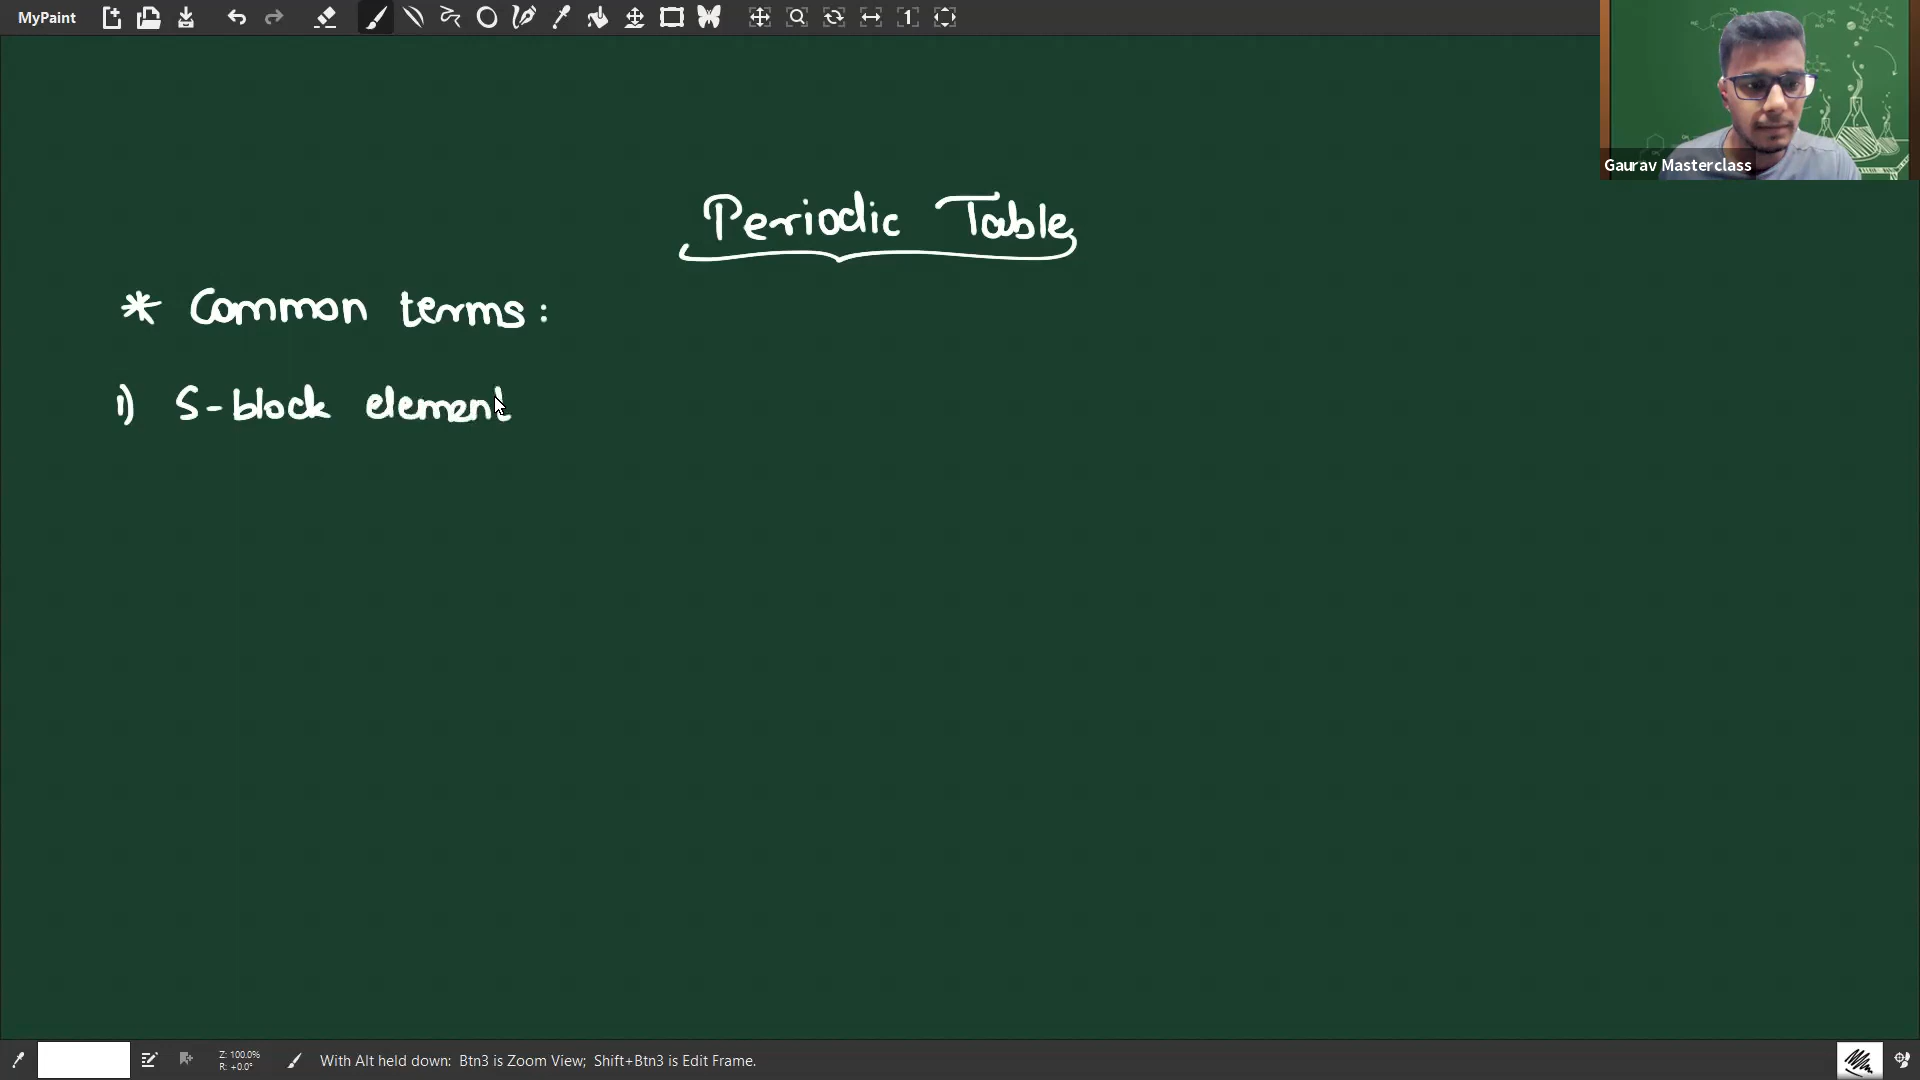 MyPaint
Gaurav Masterclass
Periodic Table
* Common terms :
1) S-block element
Z: 100.0%
R: +0.0°
With Alt held down: Btn3 is Zoom View; Shift+Btn3 is Edit Frame.